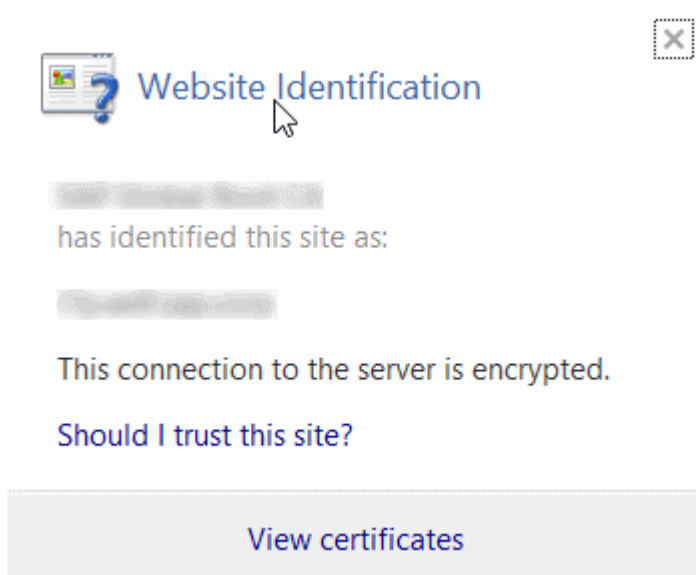 Website Identification
has identified this site as:
This connection to the server is encrypted.
Should I trust this site?
View certificates